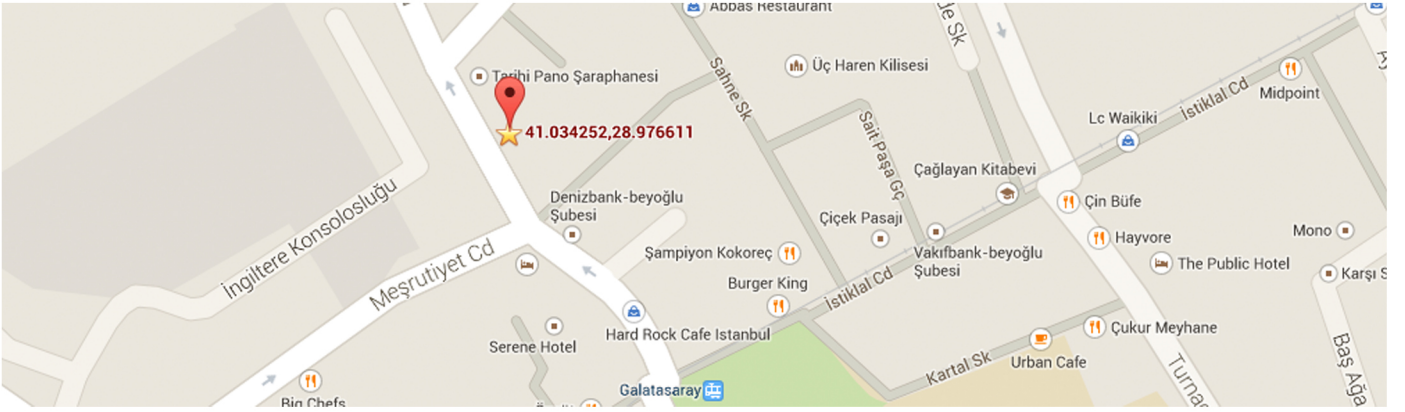 Abbas Restaurant
Üç Haren Kilisesi
Tarihi Pano Şaraphanesi
Sahne Sk
Midpoint
İstiklal Cd
Lc Waikiki
41.034252,28.976611
Sait Paşa Gç
Çağlayan Kitabevi
Denizbank-beyoğlu
Şubesi
İngiltere Konsolosluğu
Çin Büfe
Çiçek Pasajı
Mono
Hayvore
Meşrutiyet Cd
Şampiyon Kokoreç
Vakıfbank-beyoğlu
Şubesi
The Public Hotel
Karşı S
Burger King
İstiklal Cd
Hard Rock Cafe Istanbul
Çukur Meyhane
Serene Hotel
Urban Cafe
Kartal Sk
Turna
Baş Ağa
Galatasaray
Big Chefs